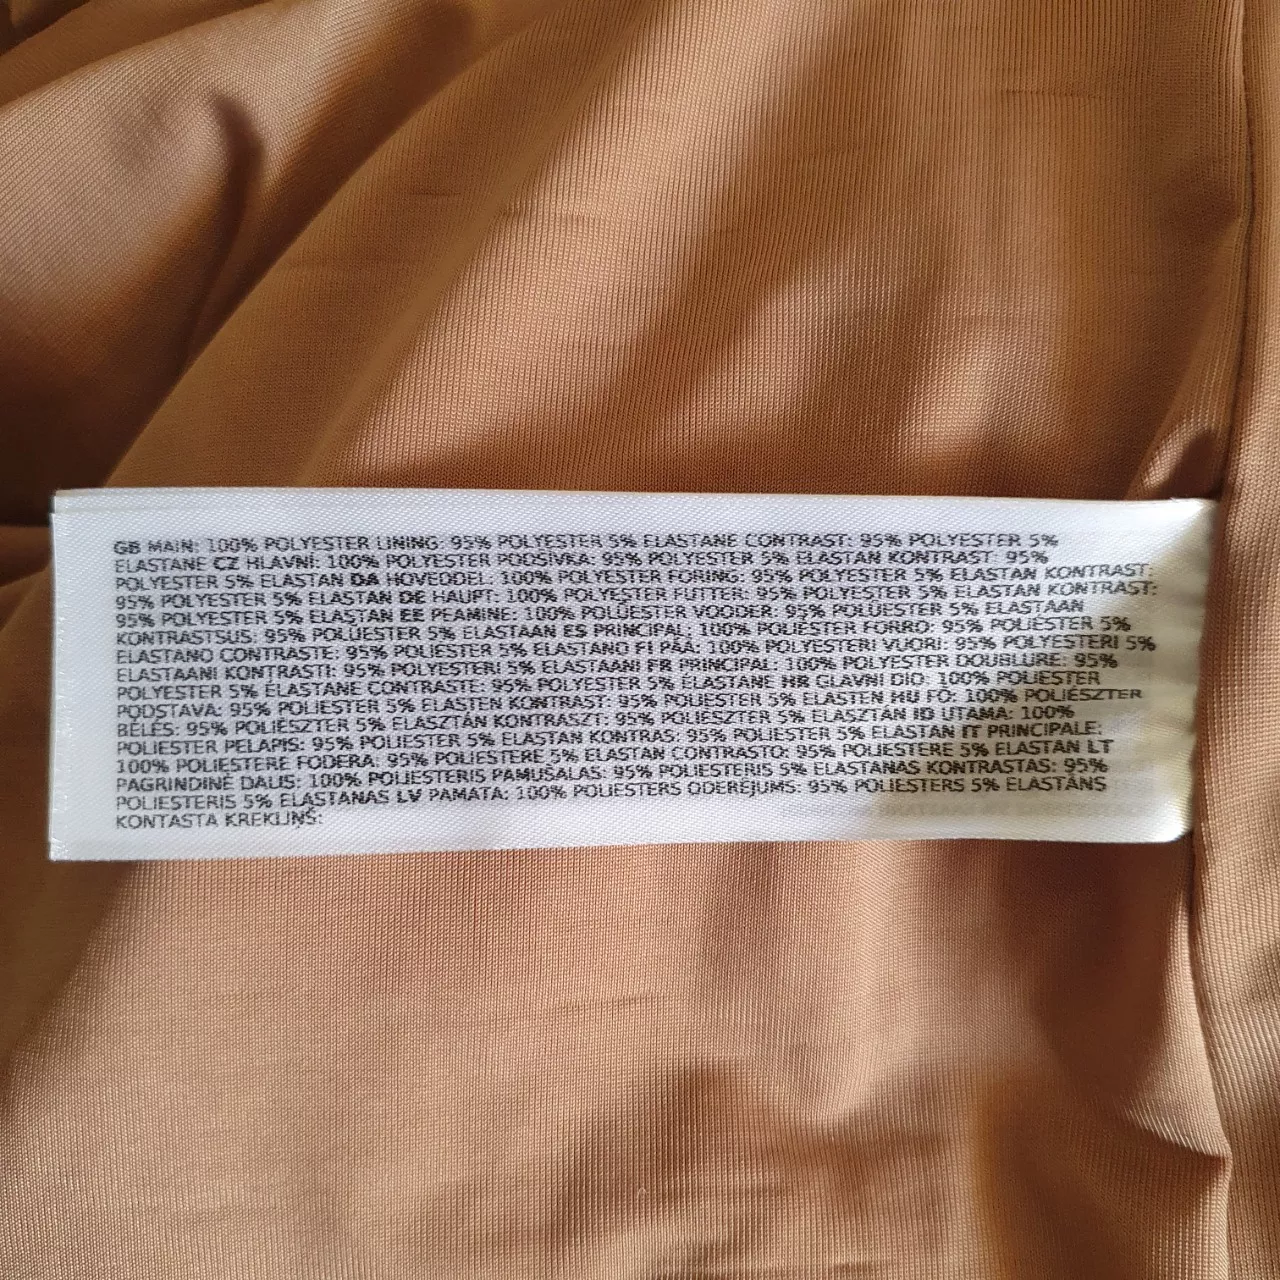 GB MAIN: 100% POLYESTER LINING: 95% POLYESTER 5% ELASTANE CONTRAST: 95% POLYESTER 5%
ELASTANE CZ HLAVNÍ: 100% POLYESTER PODŠÍVKA: 95% POLYESTER 5% ELASTAN KONTRAST: 95%
POLYESTER 5% ELASTAN DA HOVEDDEL: 100% POLYESTER FORING: 95% POLYESTER 5% ELASTAN KONTRAST:
95% POLYESTER 5% ELASTAN DE HAUPT: 100% POLYESTER FUTTER: 95% POLYESTER 5% ELASTAN KONTRAST:
95% POLYESTER 5% ELASTAN EE PEAMINE: 100% POLÜESTER VOODER: 95% POLÜESTER 5% ELASTAAN
KONTRASTSUS: 95% POLÜESTER 5% ELASTAAN ES PRINCIPAL: 100% POLIÉSTER FORRO: 95% POLIÉSTER 5%
ELASTANO CONTRASTE: 95% POLIÉSTER 5% ELASTANO FI PÄÄ: 100% POLYESTERI VUORI: 95% POLYESTERI 5%
ELASTAANI KONTRASTI: 95% POLYESTERI 5% ELASTAANI FR PRINCIPAL: 100% POLYESTER DOUBLURE: 95%
POLYESTER 5% ÉLASTANE CONTRASTE: 95% POLYESTER 5% ÉLASTANE HR GLAVNI DIO: 100% POLIESTER
PODSTAVA: 95% POLIESTER 5% ELASTEN KONTRAST: 95% POLIESTER 5% ELASTEN HU FŐ: 100% POLIÉSZTER
BÉLÉS: 95% POLIÉSZTER 5% ELASZTÁN KONTRASZT: 95% POLIÉSZTER 5% ELASZTÁN ID UTAMA: 100%
POLIESTER PELAPIS: 95% POLIESTER 5% ELASTAN KONTRAS: 95% POLIESTER 5% ELASTAN IT PRINCIPALE:
100% POLIESTERE FODERA: 95% POLIESTERE 5% ELASTAN CONTRASTO: 95% POLIESTERE 5% ELASTAN LT
PAGRINDINĖ DALIS: 100% POLIESTERIS PAMUŠALAS: 95% POLIESTERIS 5% ELASTANAS KONTRASTAS: 95%
POLIESTERIS 5% ELASTANAS LV PAMATA: 100% POLIESTERS ODERĒJUMS: 95% POLIESTERS 5% ELASTĀNS
KONTASTA KREKLIŅŠ: